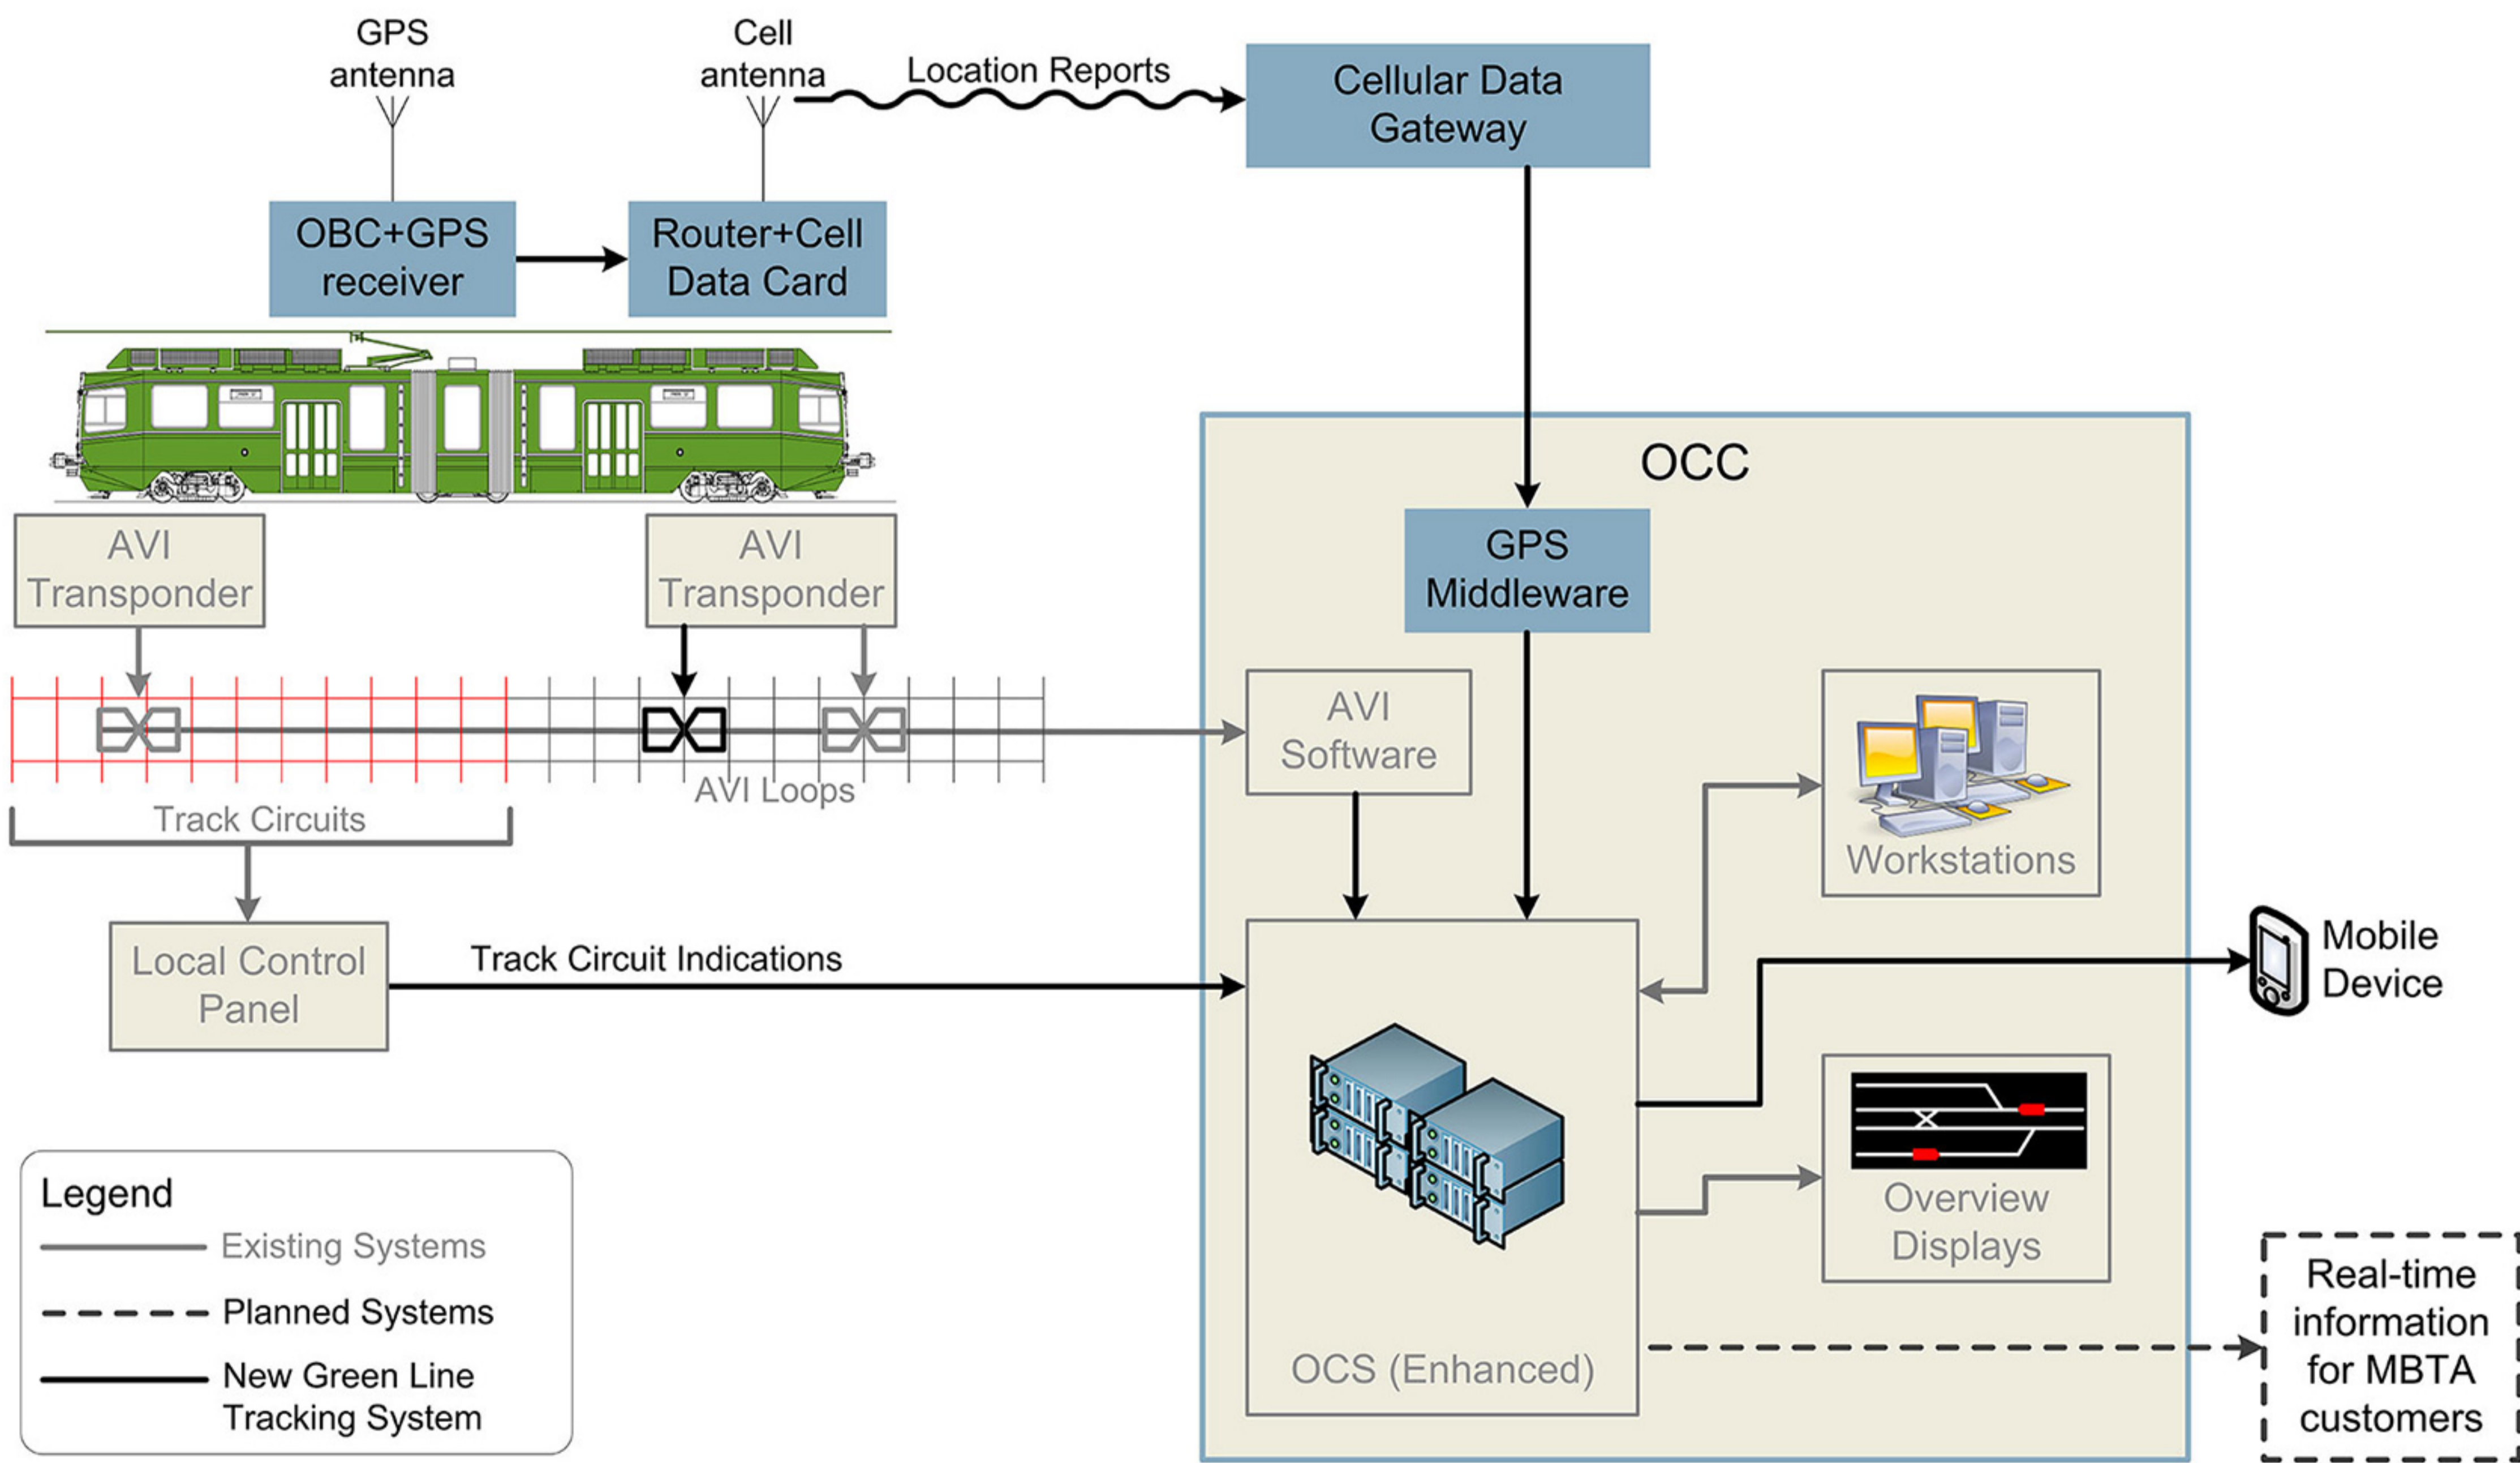 GPS
antenna
Cell
antenna
Location Reports
Cellular Data
Gateway
OBC+GPS
receiver
Router+Cell
Data Card
OCC
AVI
Transponder
AVI
Transponder
GPS
Middleware
AVI
Software
AVI Loops
Track Circuits
Workstations
Local Control
Panel
Track Circuit Indications
Mobile
Device
Overview
Displays
OCS (Enhanced)
Real-time
information
for MBTA
customers
Legend
Existing Systems
Planned Systems
New Green Line
Tracking System